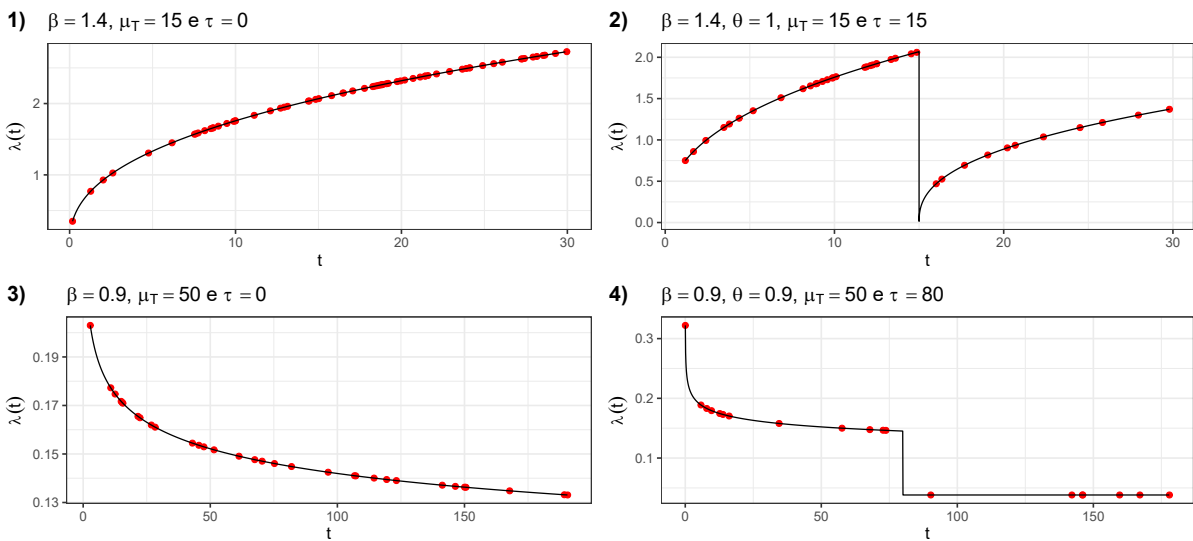 1) β = 1.4, μT = 15 e τ = 0
λ(t)
2
1
0 10 20 30
t
2) β = 1.4, θ = 1, μT = 15 e τ = 15
λ(t)
2.0
1.5
1.0
0.5
0.0
0 10 20 30
t
3) β = 0.9, μT = 50 e τ = 0
λ(t)
0.19
0.17
0.15
0.13
0 50 100 150
t
4) β = 0.9, θ = 0.9, μT = 50 e τ = 80
λ(t)
0.3
0.2
0.1
0 50 100 150
t